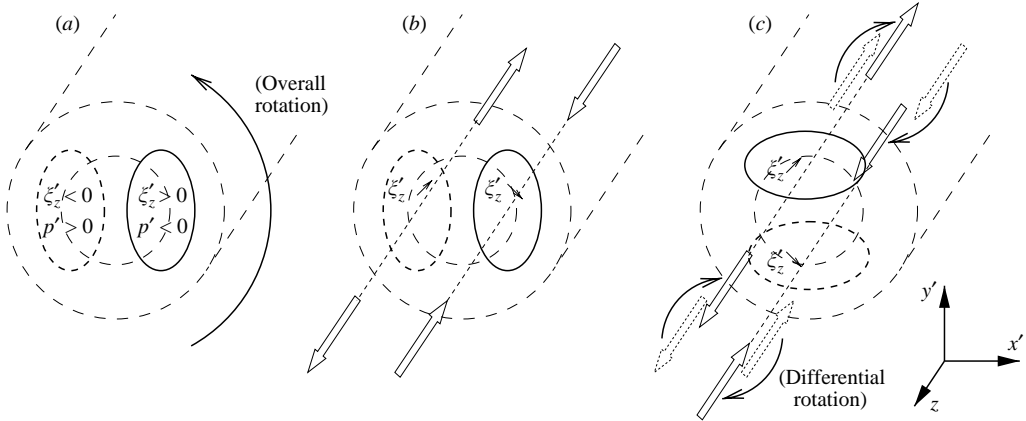 (a)
(Overall
rotation)
ξ′z < 0
ξ′z > 0
p′ > 0
p′ < 0
(b)
ξ′z
ξ′z
(c)
ξ′z
ξ′z
(Differential
rotation)
y′
x′
z